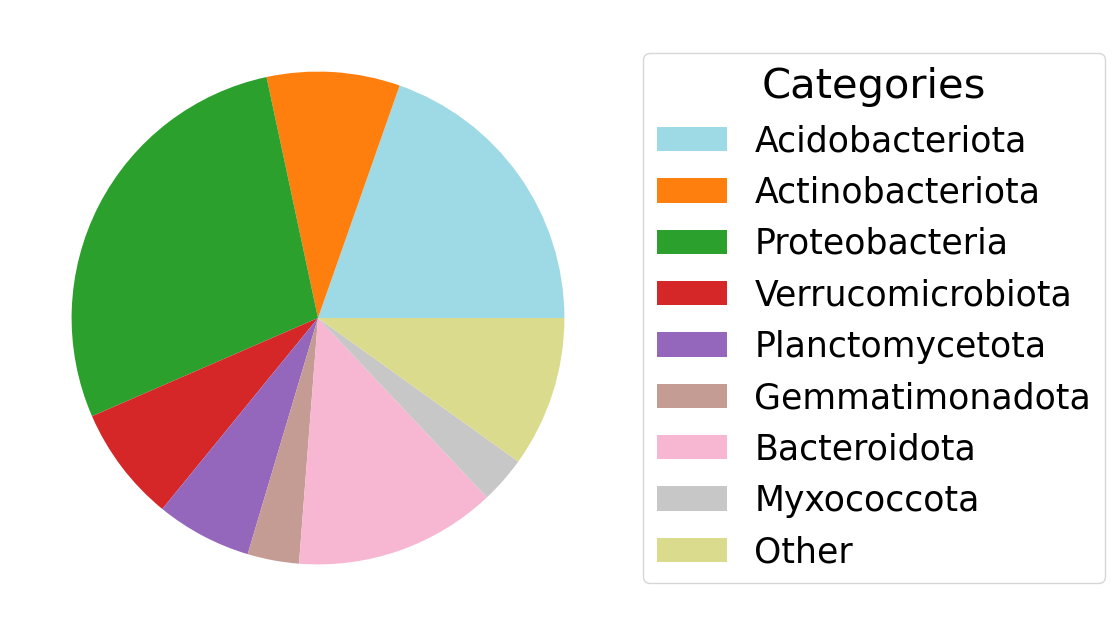 Categories
Acidobacteriota
Actinobacteriota
Proteobacteria
Verrucomicrobiota
Planctomycetota
Gemmatimonadota
Bacteroidota
Myxococcota
Other